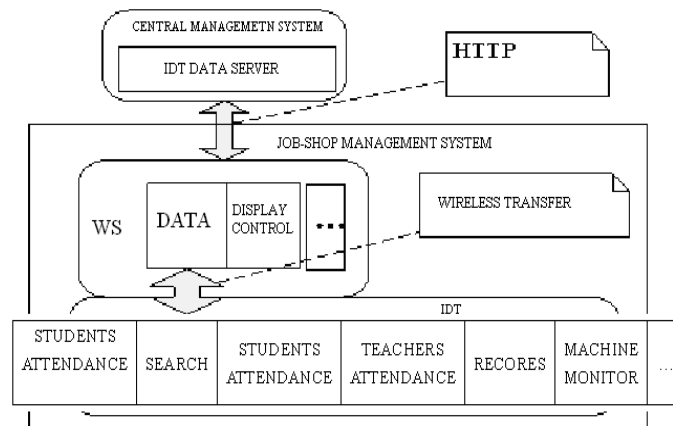 CENTRAL MANAGEMETN SYSTEM
IDT DATA SERVER
HTTP
JOB-SHOP MANAGEMENT SYSTEM
WS
DATA
DISPLAY
CONTROL
...
WIRELESS TRANSFER
IDT
STUDENTS
ATTENDANCE
SEARCH
STUDENTS
ATTENDANCE
TEACHERS
ATTENDANCE
RECORES
MACHINE
MONITOR
...